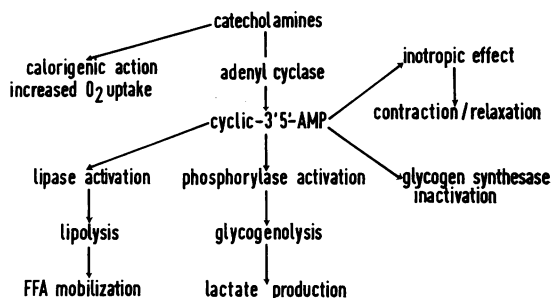 catecholamines
calorigenic action
increased O2 uptake
adenyl cyclase
inotropic effect
contraction/relaxation
cyclic-3'5'-AMP
lipase activation
phosphorylase activation
glycogen synthesase
inactivation
lipolysis
glycogenolysis
FFA mobilization
lactate production